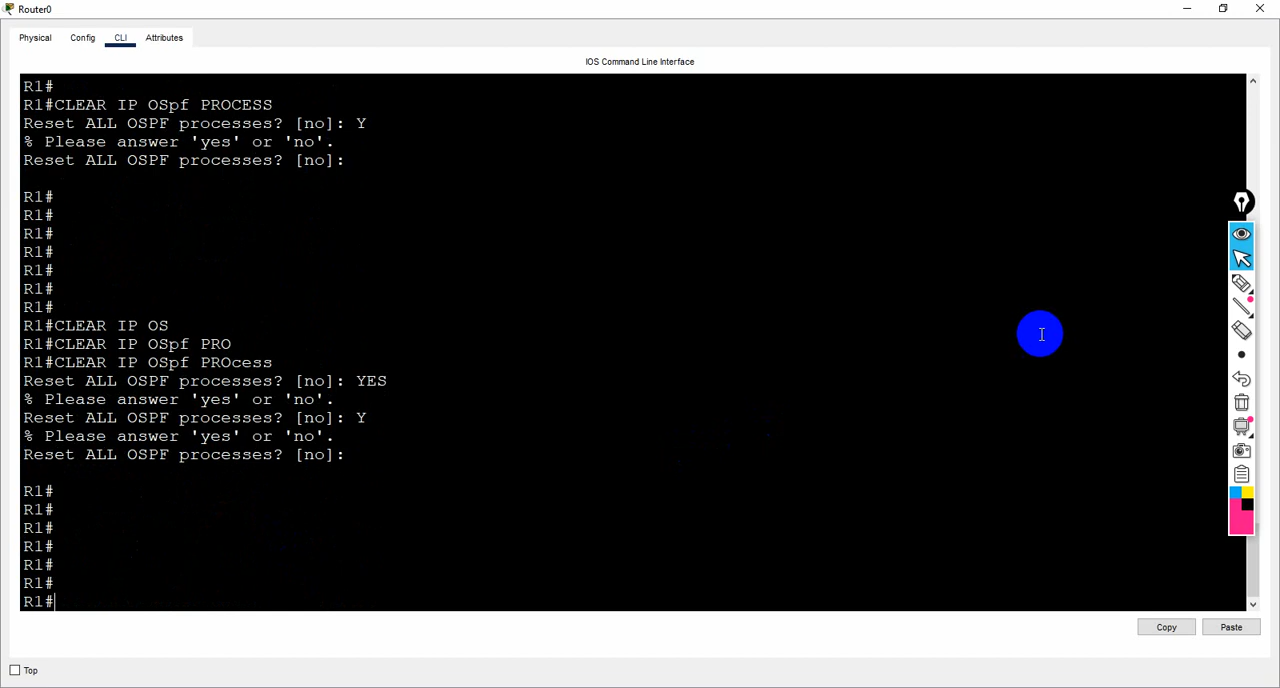 Router0
Physical Config CLI Attributes
IOS Command Line Interface
R1#
R1#CLEAR IP OSpf PROCESS
Reset ALL OSPF processes? [no]: Y
% Please answer 'yes' or 'no'.
Reset ALL OSPF processes? [no]:
R1#
R1#
R1#
R1#
R1#
R1#
R1#
R1#CLEAR IP OS
R1#CLEAR IP OSpf PRO
R1#CLEAR IP OSpf PROcess
Reset ALL OSPF processes? [no]: YES
% Please answer 'yes' or 'no'.
Reset ALL OSPF processes? [no]: Y
% Please answer 'yes' or 'no'.
Reset ALL OSPF processes? [no]:
R1#
R1#
R1#
R1#
R1#
R1#
R1#
Copy Paste
Top